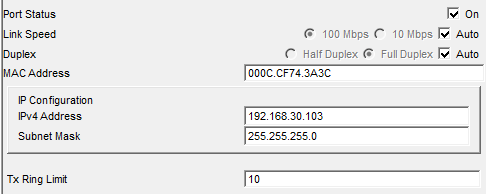 Port Status On
Link Speed 100 Mbps 10 Mbps Auto
Duplex Half Duplex Full Duplex Auto
MAC Address 000C.CF74.3A3C
IP Configuration
IPv4 Address 192.168.30.103
Subnet Mask 255.255.255.0
Tx Ring Limit 10